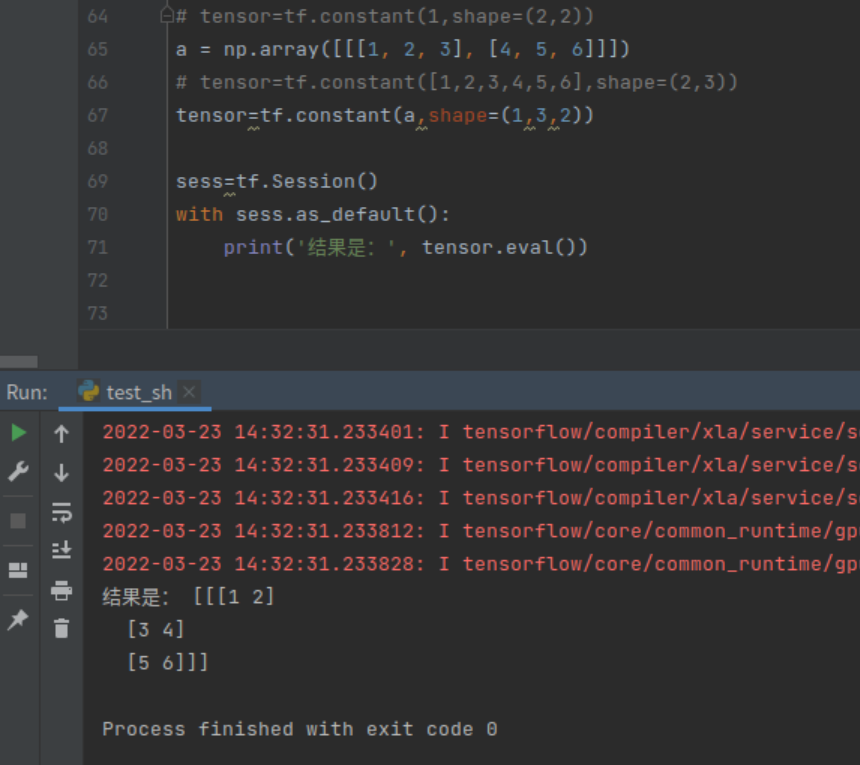 64 # tensor=tf.constant(1,shape=(2,2))
65 a = np.array([[[1, 2, 3], [4, 5, 6]]])
66 # tensor=tf.constant([1,2,3,4,5,6],shape=(2,3))
67 tensor=tf.constant(a,shape=(1,3,2))
68
69 sess=tf.Session()
70 with sess.as_default():
71 print('结果是：', tensor.eval())
72
73
Run: test_sh
2022-03-23 14:32:31.233401: I tensorflow/compiler/xla/service/s
2022-03-23 14:32:31.233409: I tensorflow/compiler/xla/service/s
2022-03-23 14:32:31.233416: I tensorflow/compiler/xla/service/s
2022-03-23 14:32:31.233812: I tensorflow/core/common_runtime/gp
2022-03-23 14:32:31.233828: I tensorflow/core/common_runtime/gp
结果是： [[[1 2]
[3 4]
[5 6]]]
Process finished with exit code 0